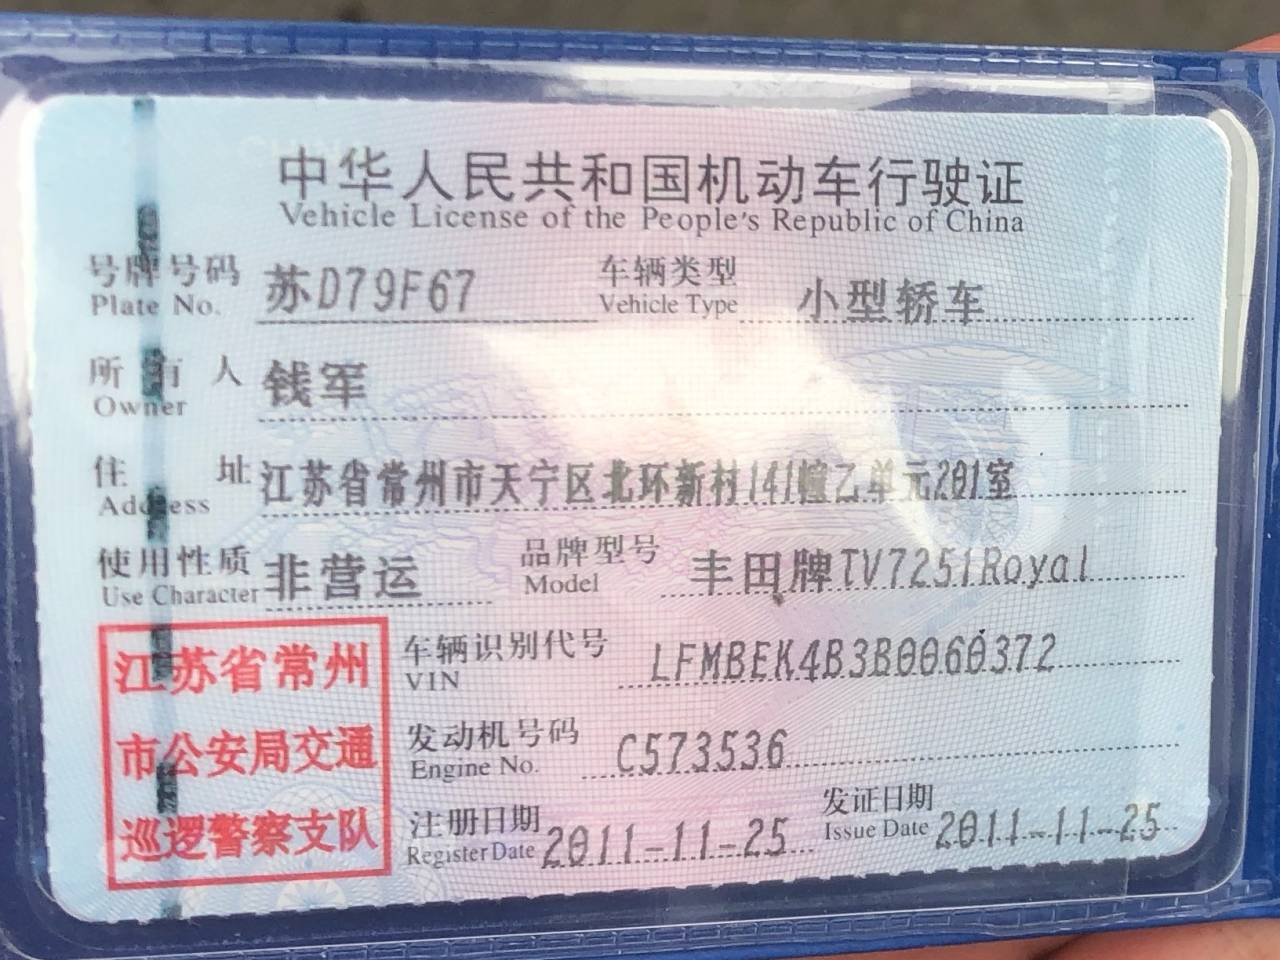 中华人民共和国机动车行驶证
Vehicle License of the People's Republic of China
号牌号码 苏D79F67 车辆类型 小型轿车
Plate No. Vehicle Type
所有人 钱军
Owner
住址 江苏省常州市天宁区北环新村141幢乙单元201室
Address
使用性质 非营运 品牌型号 丰田牌TV7251Royal
Use Character Model
江苏省常州
市公安局交通
巡逻警察支队
车辆识别代号 LFMBEK4B3B0060372
VIN
发动机号码 C573536
Engine No.
注册日期 2011-11-25 发证日期 2011-11-25
Register Date Issue Date